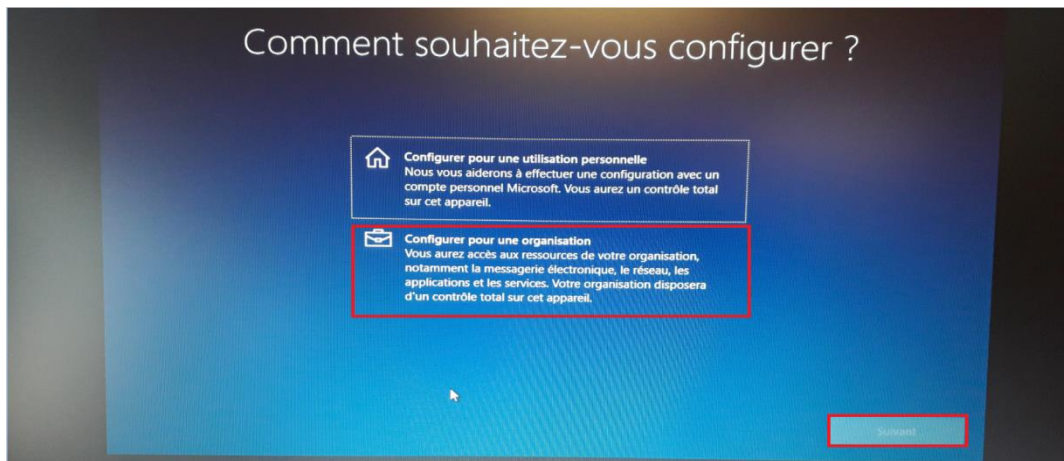 Comment souhaitez-vous configurer ?
Configurer pour une utilisation personnelle
Nous vous aiderons à effectuer une configuration avec un
compte personnel Microsoft. Vous aurez un contrôle total
sur cet appareil.
Configurer pour une organisation
Vous aurez accès aux ressources de votre organisation,
notamment la messagerie électronique, le réseau, les
applications et les services. Votre organisation disposera
d'un contrôle total sur cet appareil.
Suivant